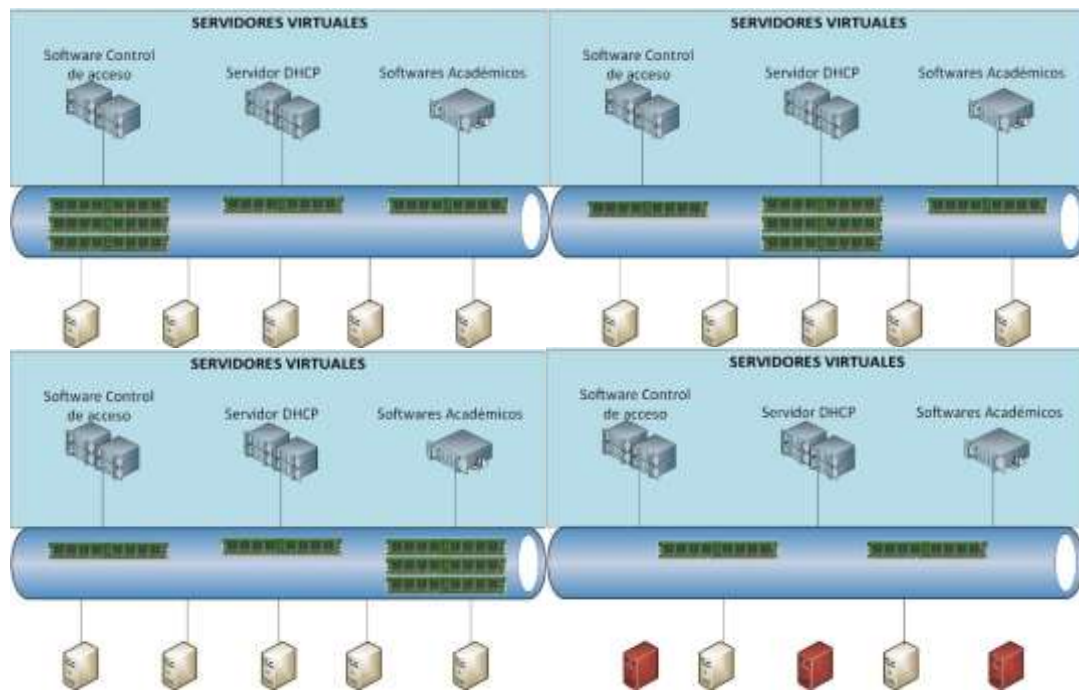 SERVIDORES VIRTUALES
Software Control
de acceso
Servidor DHCP
Softwares Académicos
SERVIDORES VIRTUALES
Software Control
de acceso
Servidor DHCP
Softwares Académicos
SERVIDORES VIRTUALES
Software Control
de acceso
Servidor DHCP
Softwares Académicos
SERVIDORES VIRTUALES
Software Control
de acceso
Servidor DHCP
Softwares Académicos